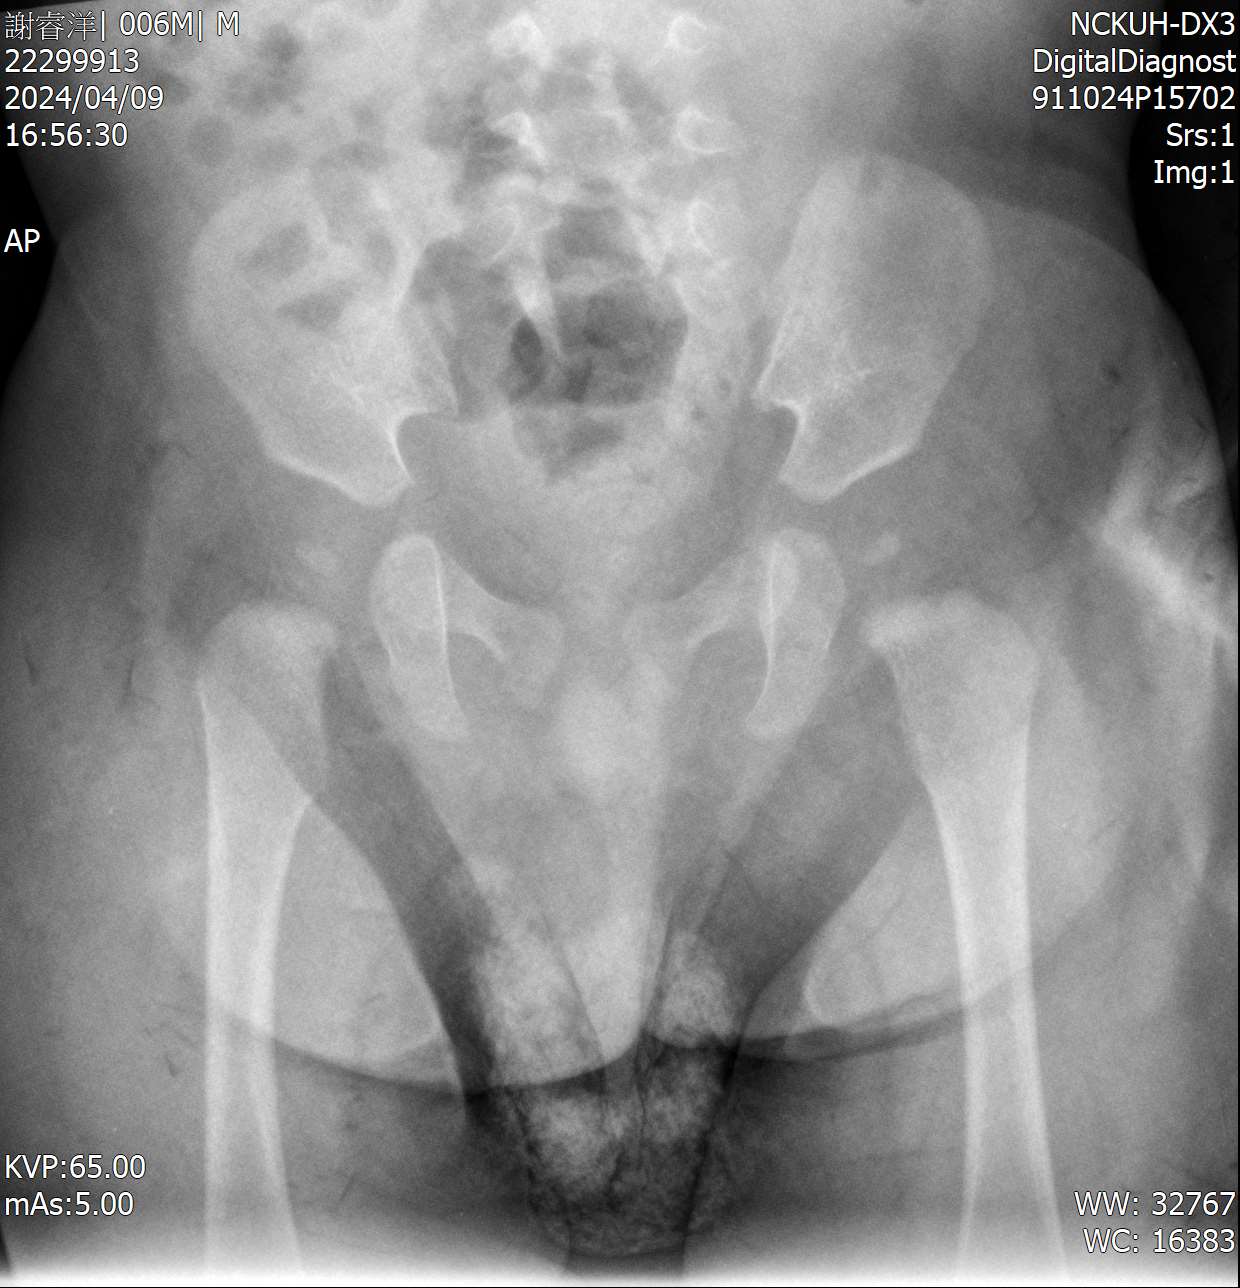 謝睿洋| 006M| M
22299913
2024/04/09
16:56:30
AP
NCKUH-DX3
DigitalDiagnost
911024P15702
Srs:1
Img:1
KVP:65.00
mAs:5.00
WW: 32767
WC: 16383